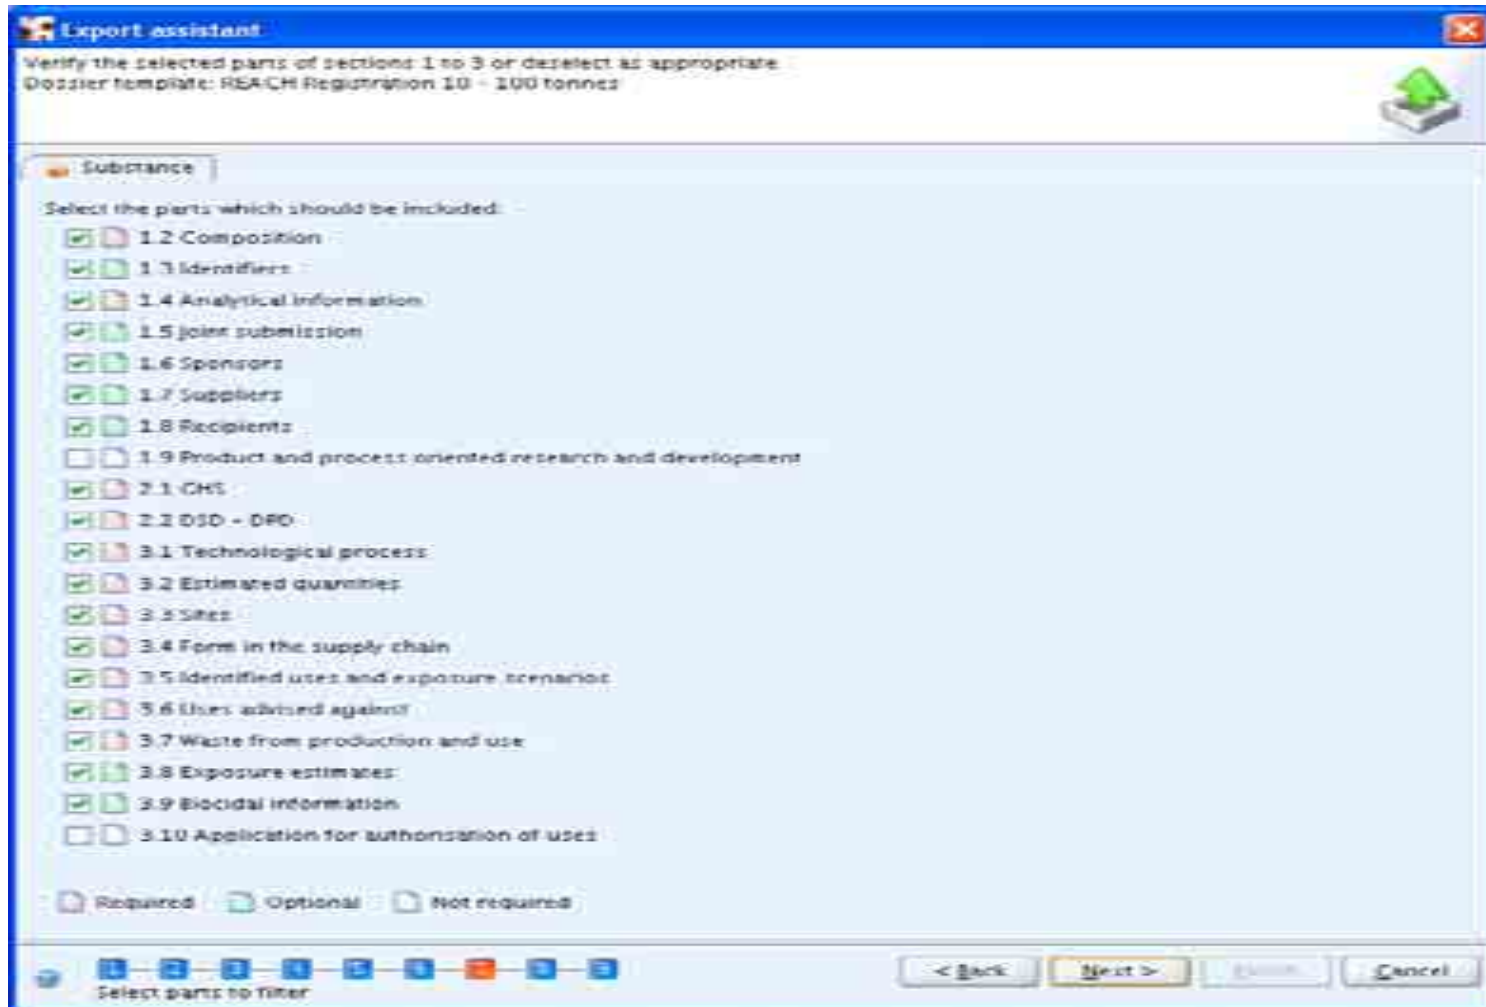 Export assistant
Verify the selected parts of sections 1 to 3 or deselect as appropriate
Dossier template: REACH Registration 10 - 100 tonnes
Substance
Select the parts which should be included:
1.2 Composition
1.3 Identifiers
1.4 Analytical information
1.5 Joint submission
1.6 Sponsors
1.7 Suppliers
1.8 Recipients
1.9 Product and process oriented research and development
2.1 GHS
2.2 DSD - DPD
3.1 Technological process
3.2 Estimated quantities
3.3 Sites
3.4 Form in the supply chain
3.5 Identified uses and exposure scenarios
3.6 Uses advised against
3.7 Waste from production and use
3.8 Exposure estimates
3.9 Biocidal information
3.10 Application for authorisation of uses
Required Optional Not required
< Back Next > Cancel
Select parts to filter